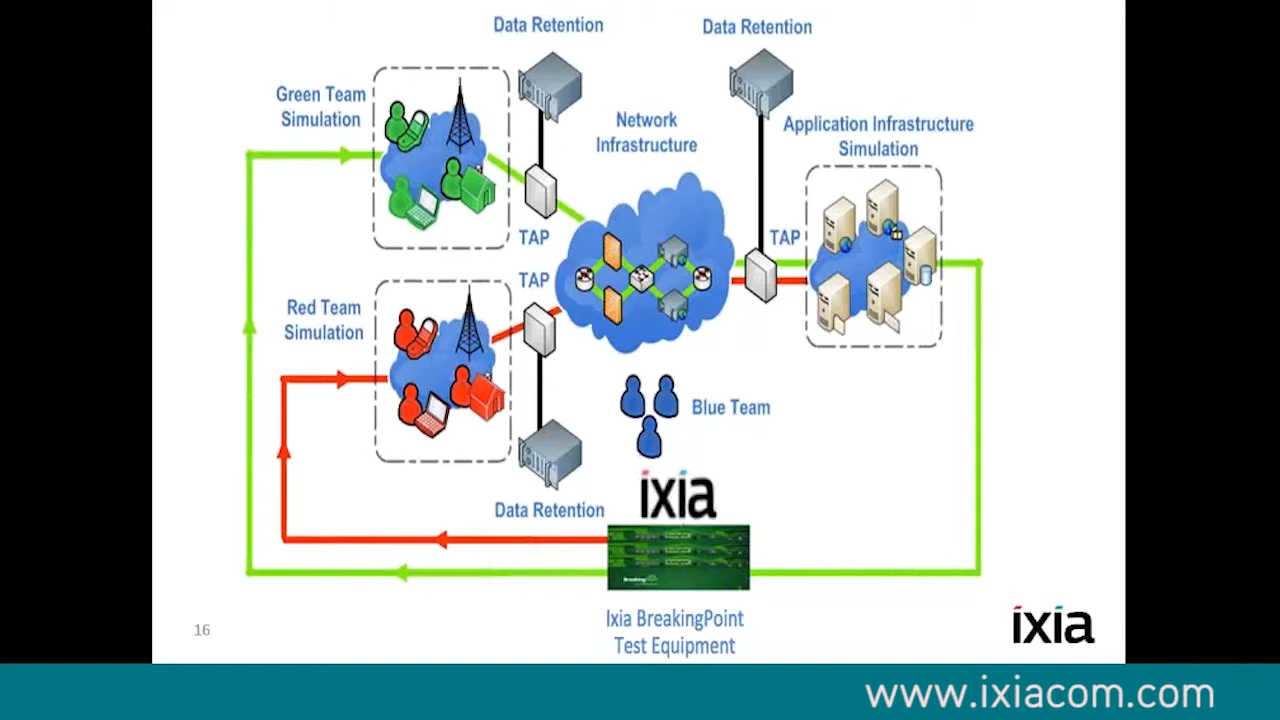 Data Retention
Data Retention
Green Team
Simulation
Network
Infrastructure
Application Infrastructure
Simulation
TAP
TAP
TAP
Red Team
Simulation
Blue Team
ixia
Data Retention
BreakingPoint
Ixia BreakingPoint
Test Equipment
16
ixia
www.ixiacom.com